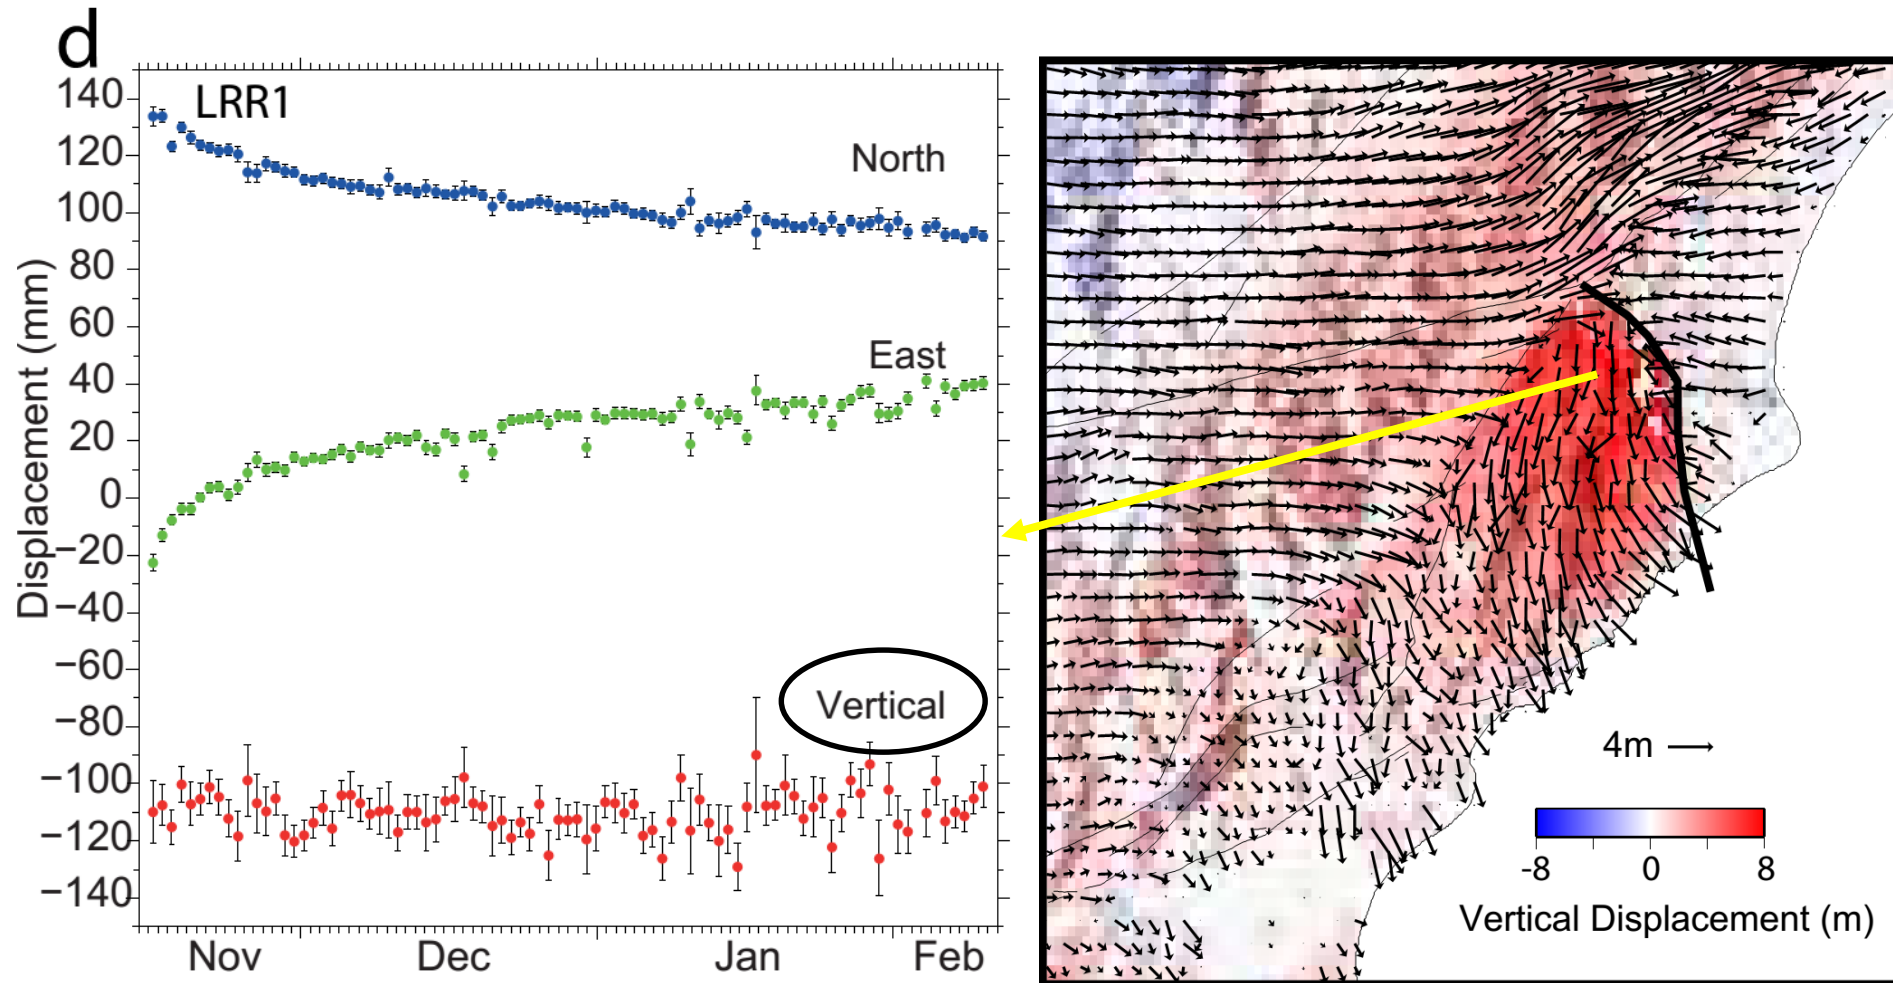 d
LRR1
North
East
Vertical
Displacement (mm)
140
120
100
80
60
40
20
0
−20
−40
−60
−80
−100
−120
−140
Nov Dec Jan Feb
4m
-8 0 8
Vertical Displacement (m)